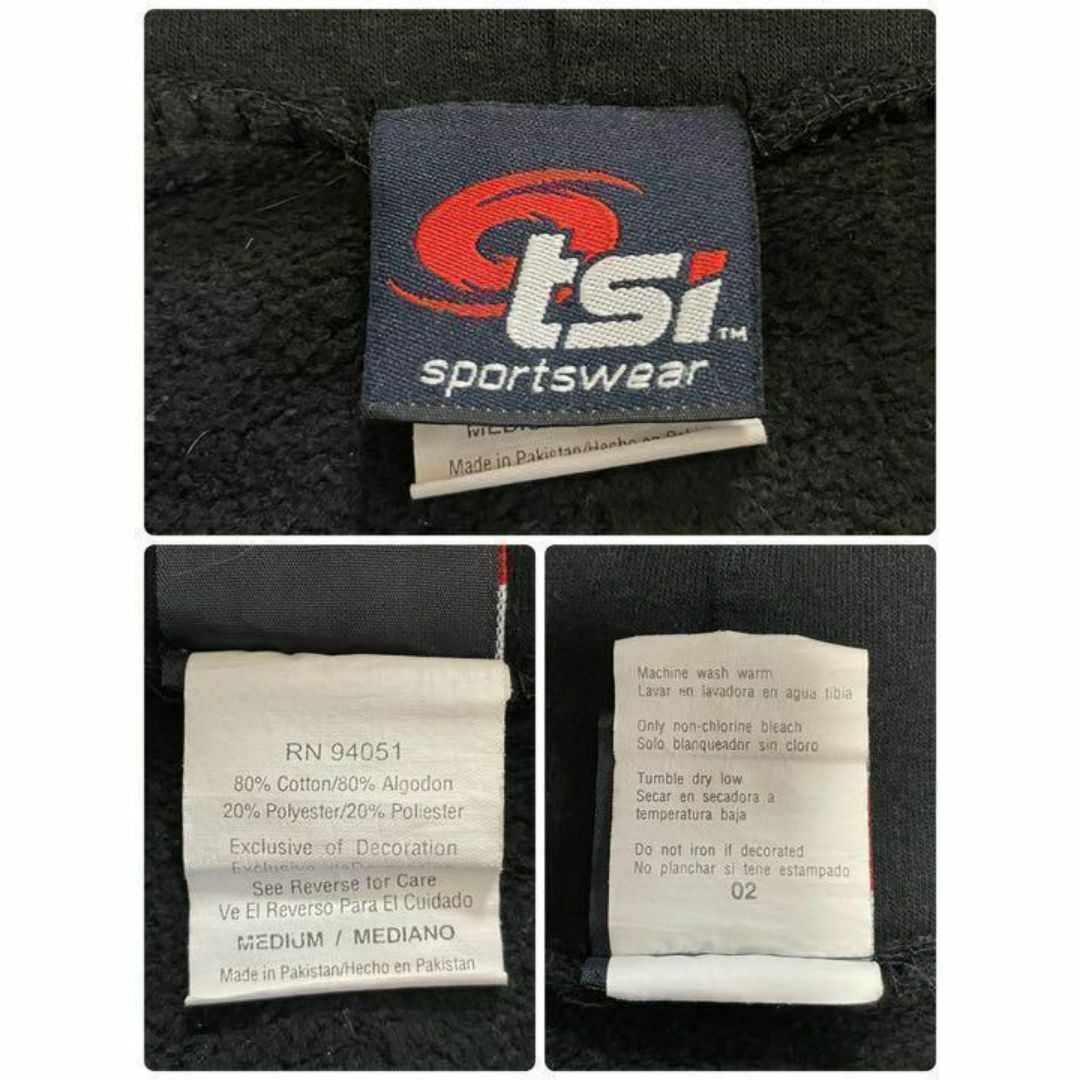 tsi
TM
sportswear
Made in Pakistan/Hecho en
RN 94051
80% Cotton/80% Algodon
20% Polyester/20% Poliester
Exclusive of Decoration
See Reverse for Care
Ve El Reverso Para El Cuidado
MEDIUM / MEDIANO
Made in Pakistan/Hecho en Pakistan
Machine wash warm
Lavar en lavadora en agua tibia
Only non-chlorine bleach
Solo blanqueador sin cloro
Tumble dry low
Secar en secadora a
temperatura baja
Do not iron if decorated
No planchar si tene estampado
02